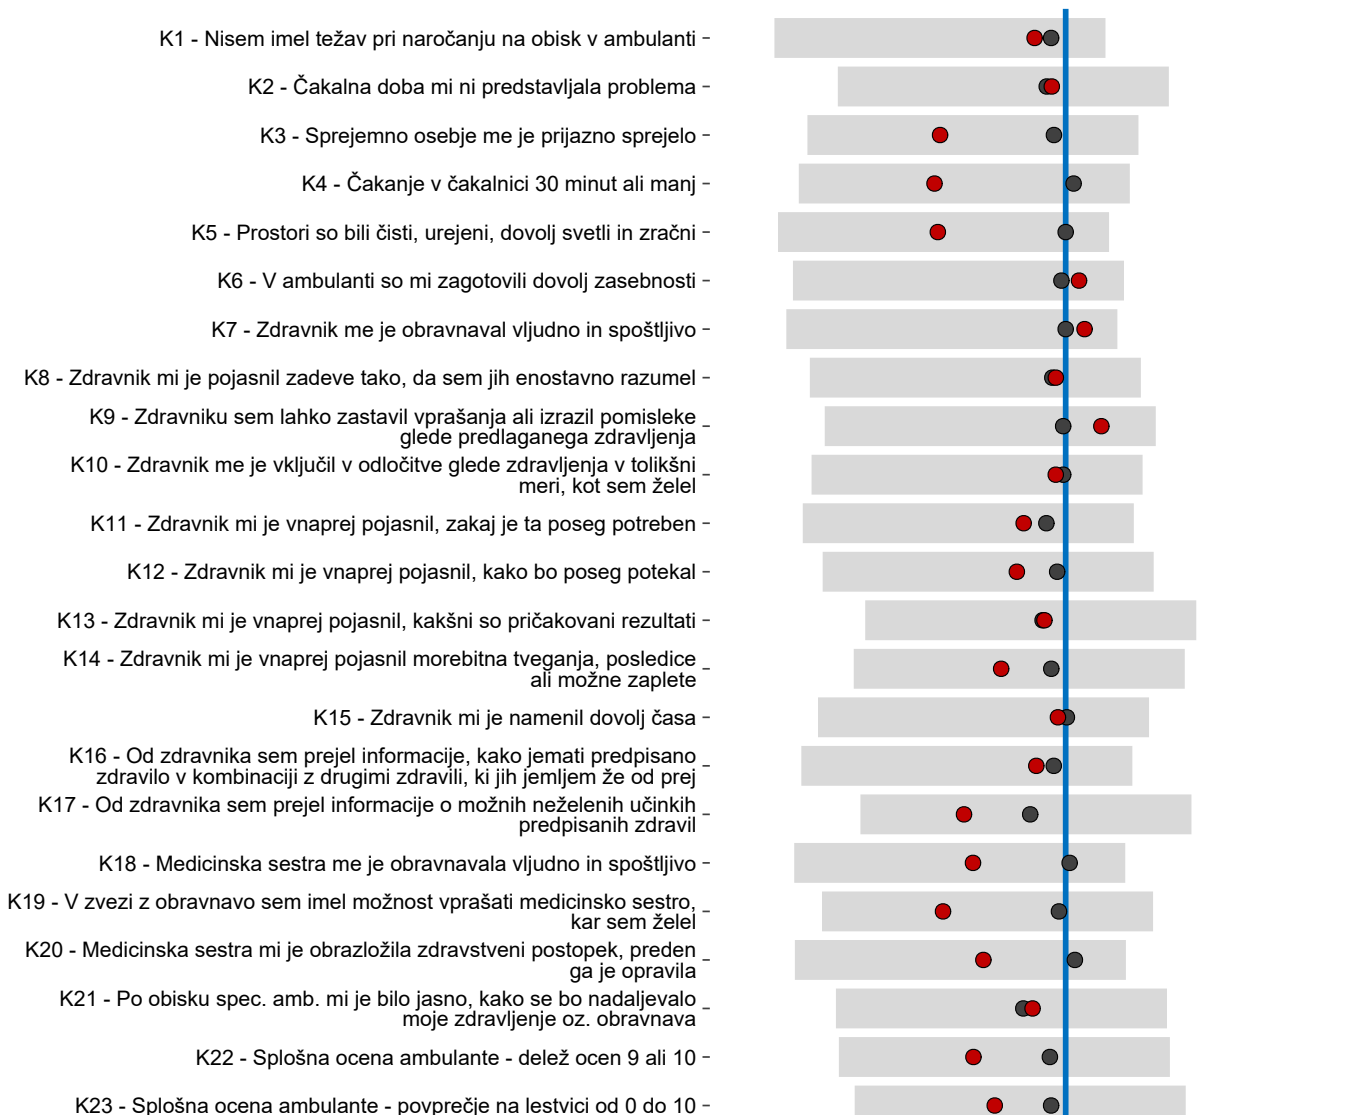 K1 - Nisem imel težav pri naročanju na obisk v ambulanti
K2 - Čakalna doba mi ni predstavljala problema
K3 - Sprejemno osebje me je prijazno sprejelo
K4 - Čakanje v čakalnici 30 minut ali manj
K5 - Prostori so bili čisti, urejeni, dovolj svetli in zračni
K6 - V ambulanti so mi zagotovili dovolj zasebnosti
K7 - Zdravnik me je obravnaval vljudno in spoštljivo
K8 - Zdravnik mi je pojasnil zadeve tako, da sem jih enostavno razumel
K9 - Zdravniku sem lahko zastavil vprašanja ali izrazil pomisleke
glede predlaganega zdravljenja
K10 - Zdravnik me je vključil v odločitve glede zdravljenja v tolikšni
meri, kot sem želel
K11 - Zdravnik mi je vnaprej pojasnil, zakaj je ta poseg potreben
K12 - Zdravnik mi je vnaprej pojasnil, kako bo poseg potekal
K13 - Zdravnik mi je vnaprej pojasnil, kakšni so pričakovani rezultati
K14 - Zdravnik mi je vnaprej pojasnil morebitna tveganja, posledice
ali možne zaplete
K15 - Zdravnik mi je namenil dovolj časa
K16 - Od zdravnika sem prejel informacije, kako jemati predpisano
zdravilo v kombinaciji z drugimi zdravili, ki jih jemljem že od prej
K17 - Od zdravnika sem prejel informacije o možnih neželenih učinkih
predpisanih zdravil
K18 - Medicinska sestra me je obravnavala vljudno in spoštljivo
K19 - V zvezi z obravnavo sem imel možnost vprašati medicinsko sestro,
kar sem želel
K20 - Medicinska sestra mi je obrazložila zdravstveni postopek, preden
ga je opravila
K21 - Po obisku spec. amb. mi je bilo jasno, kako se bo nadaljevalo
moje zdravljenje oz. obravnava
K22 - Splošna ocena ambulante - delež ocen 9 ali 10
K23 - Splošna ocena ambulante - povprečje na lestvici od 0 do 10